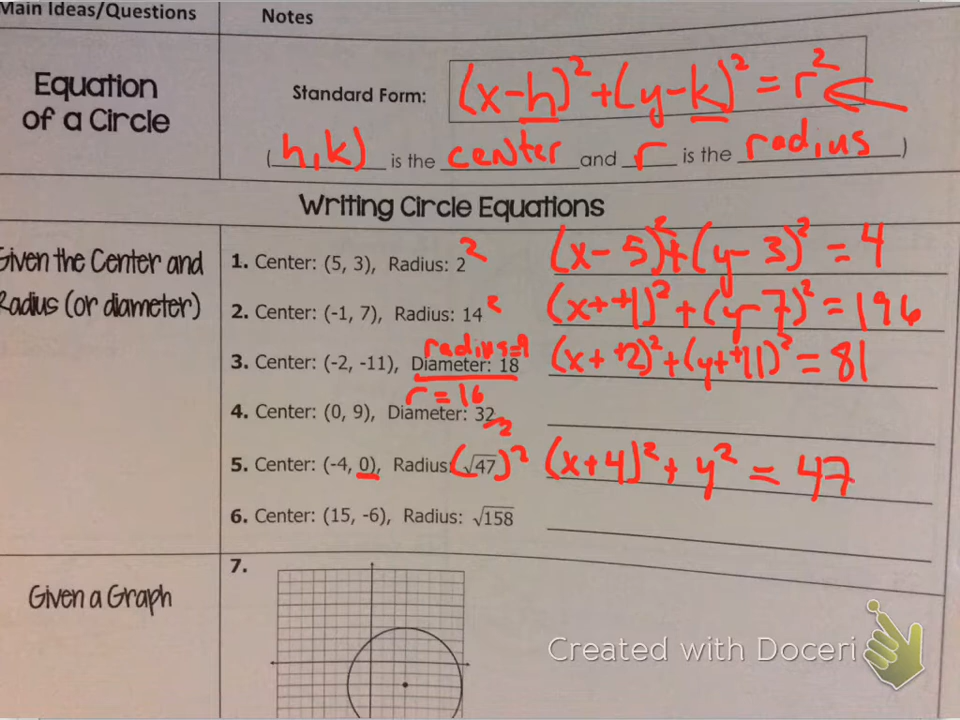 Main Ideas/Questions Notes
Equation
of a Circle
Standard Form: (x-h)² + (y-k)² = r²
(h,k) is the center and r is the radius)
Writing Circle Equations
Given the Center and
Radius (or diameter)
1. Center: (5, 3), Radius: 2² (x-5)² + (y-3)² = 4
2. Center: (-1, 7), Radius: 14² (x++1)² + (y-7)² = 196
radius=9
3. Center: (-2, -11), Diameter: 18 (x++2)² + (y++11)² = 81
r = 16
4. Center: (0, 9), Diameter: 32
5. Center: (-4, 0), Radius: (√47)² (x+4)² + y² = 47
6. Center: (15, -6), Radius: √158
7.
Given a Graph
Created with Doceri